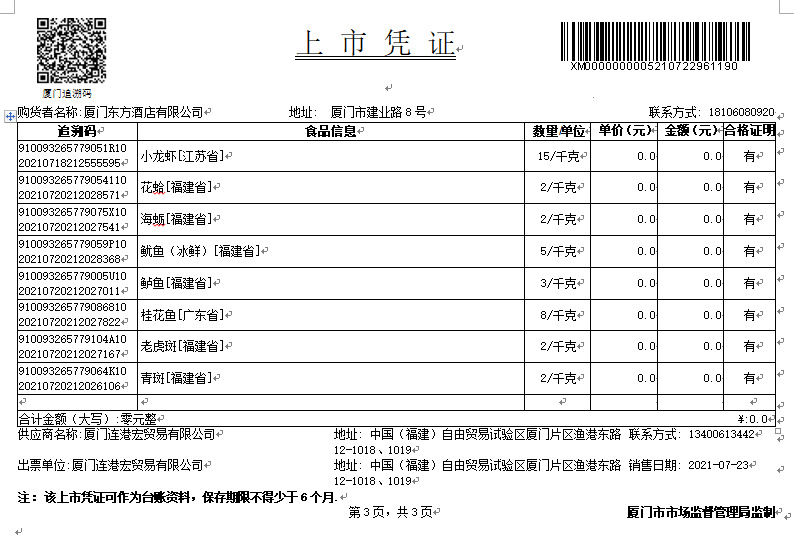 上 市 凭 证
厦门追溯码
XM0000000005210722961190
购货者名称:厦门东方酒店有限公司 地址: 厦门市建业路8号 联系方式: 18106080920
追溯码 食品信息 数量/单位 单价(元) 金额(元) 合格证明
910093265779051R10
20210718212555595 小龙虾[江苏省] 15/千克 0.0 0.0 有
910093265779054110
20210720212028571 花蛤[福建省] 2/千克 0.0 0.0 有
910093265779075X10
20210720212027541 海蛎[福建省] 2/千克 0.0 0.0 有
910093265779059P10
20210720212028368 鱿鱼（冰鲜）[福建省] 5/千克 0.0 0.0 有
910093265779005U10
20210720212027011 鲈鱼[福建省] 3/千克 0.0 0.0 有
910093265779086810
20210720212027822 桂花鱼[广东省] 8/千克 0.0 0.0 有
910093265779104A10
20210720212027167 老虎斑[福建省] 2/千克 0.0 0.0 有
910093265779064K10
20210720212026106 青斑[福建省] 2/千克 0.0 0.0 有
合计金额（大写）:零元整 ¥:0.0
供应商名称:厦门连港宏贸易有限公司 地址: 中国（福建）自由贸易试验区厦门片区渔港东路 联系方式: 13400613442
12-1018、1019
出票单位:厦门连港宏贸易有限公司 地址: 中国（福建）自由贸易试验区厦门片区渔港东路 销售日期: 2021-07-23
12-1018、1019
注：该上市凭证可作为台账资料，保存期限不得少于6个月.
第3页，共3页 厦门市市场监督管理局监制